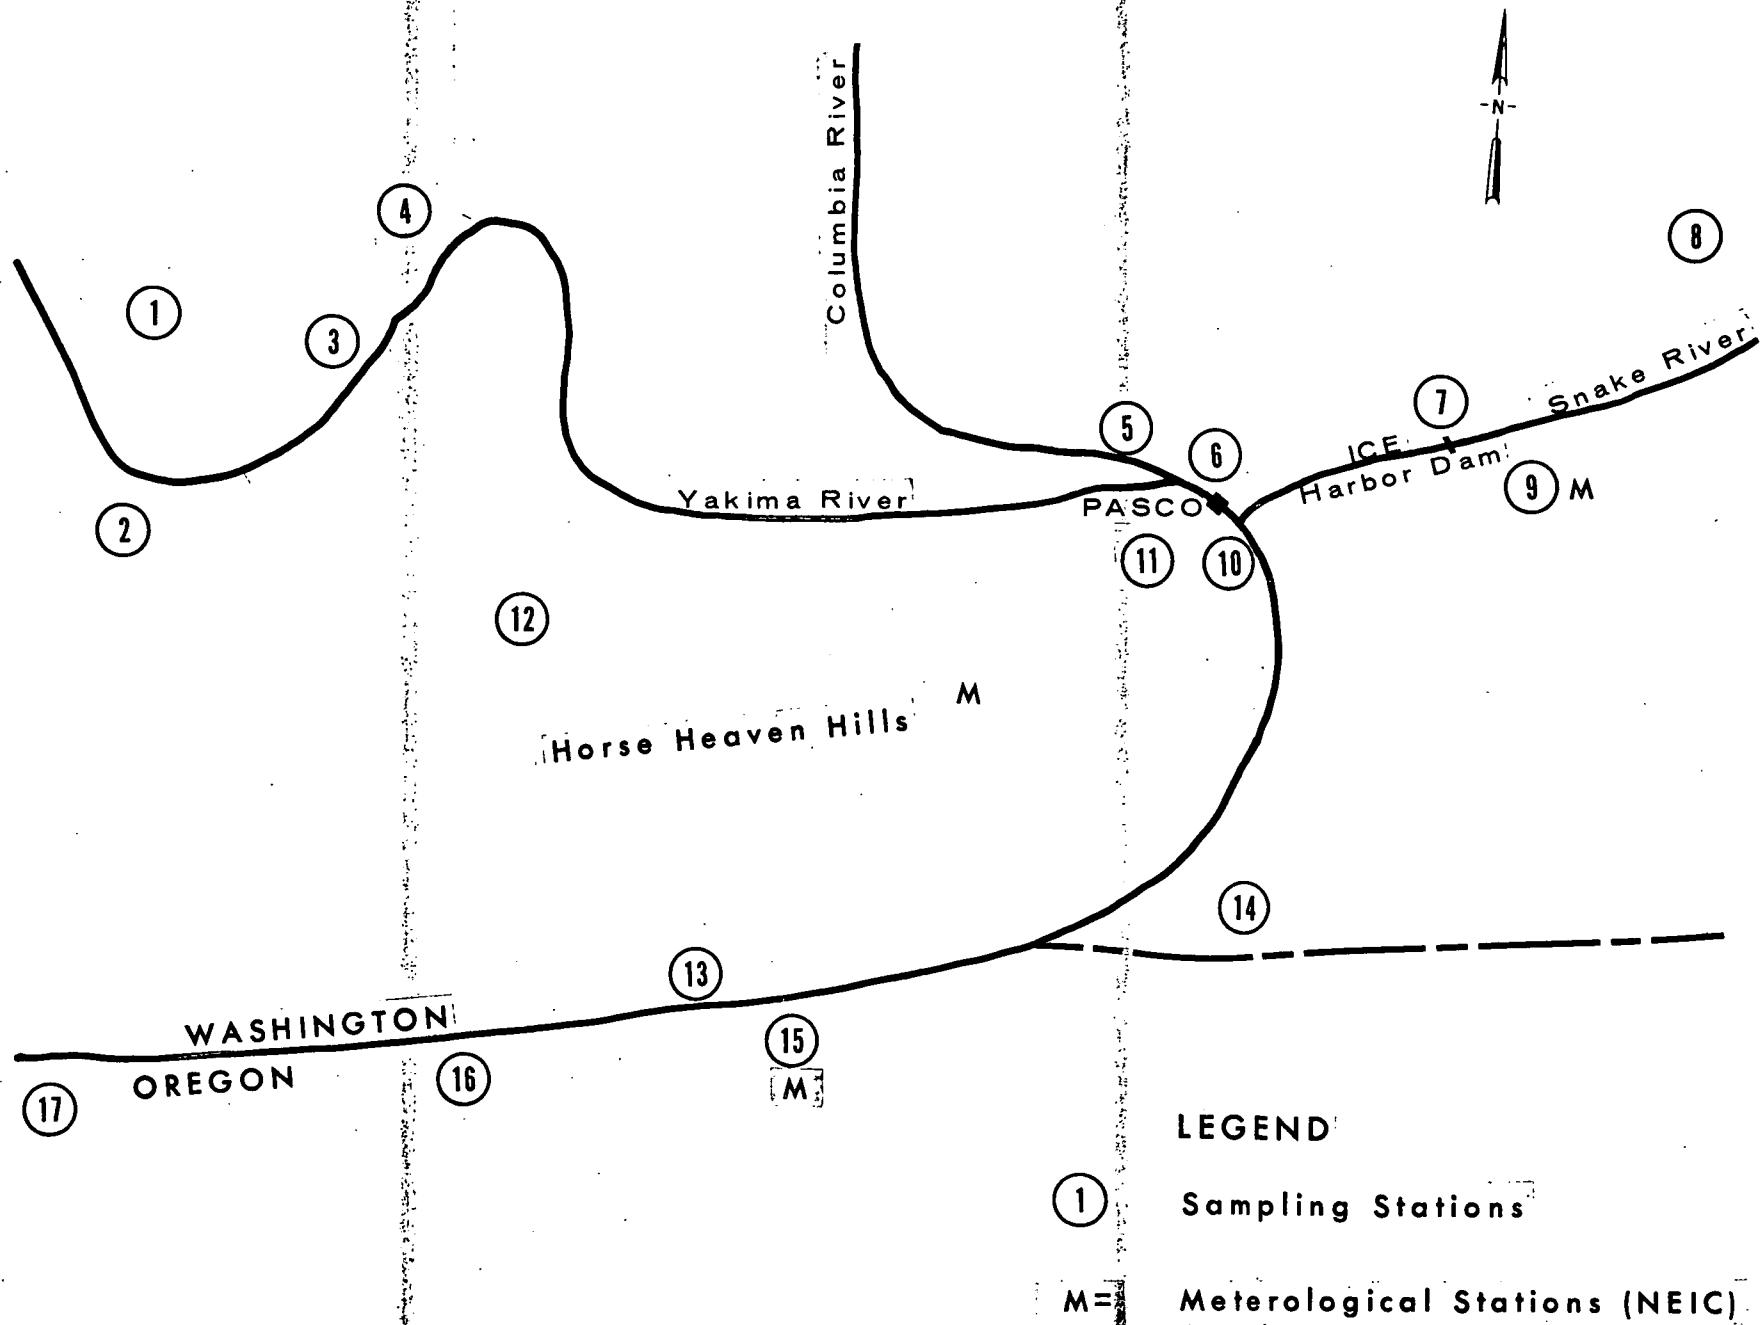 -N-
Columbia River
4
8
1
3
Snake River
7
5
6
ICE
Harbor Dam
9 M
Yakima River
PASCO
2
11
10
12
M
Horse Heaven Hills
14
13
WASHINGTON
15
M
OREGON
16
17
LEGEND
1 Sampling Stations
M= Meterological Stations (NEIC)